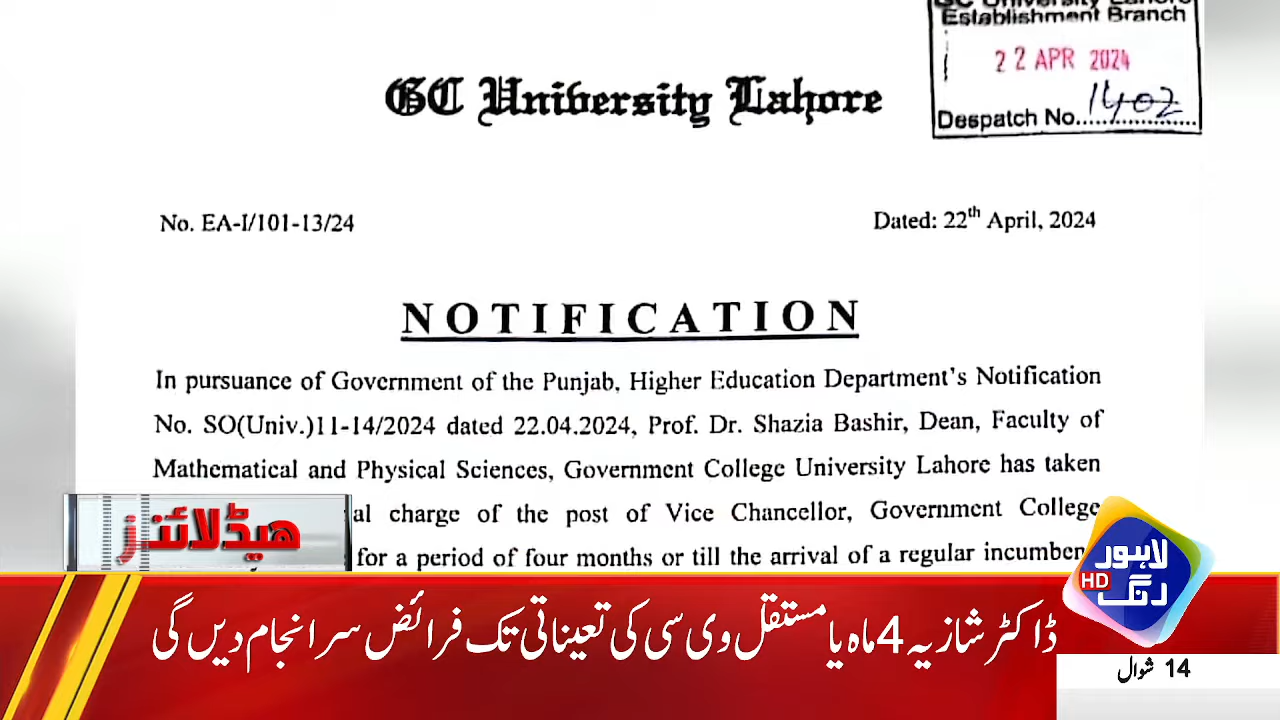 GC University Lahore
Establishment Branch
22 APR 2024
Despatch No. 1402
GC University Lahore
No. EA-I/101-13/24
Dated: 22th April, 2024
NOTIFICATION
In pursuance of Government of the Punjab, Higher Education Department's Notification
No. SO(Univ.)11-14/2024 dated 22.04.2024, Prof. Dr. Shazia Bashir, Dean, Faculty of
Mathematical and Physical Sciences, Government College University Lahore has taken
al charge of the post of Vice Chancellor, Government College
for a period of four months or till the arrival of a regular incumben
ہیڈلائنز
لاہور
HD رنگ
ڈاکٹر شازیہ 4 ماہ یا مستقل وی سی کی تعیناتی تک فرائض سرانجام دیں گی
14 شوال